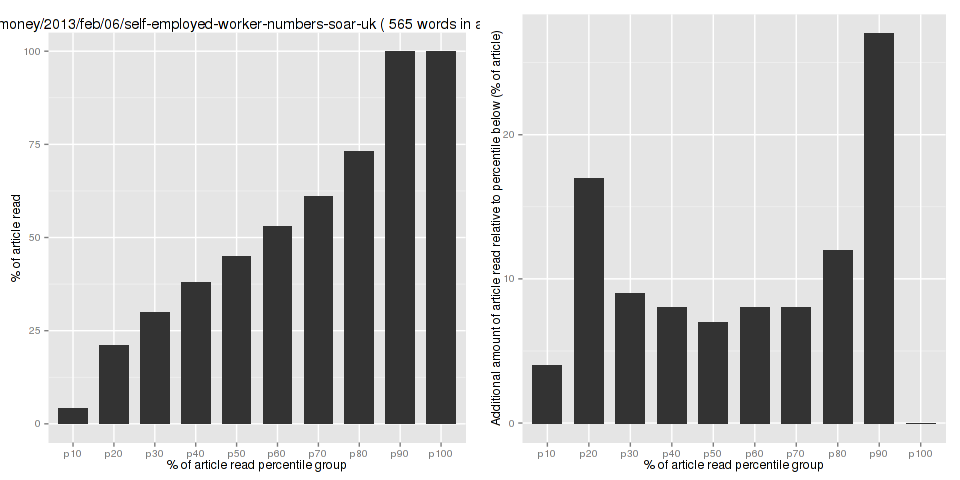 money/2013/feb/06/self-employed-worker-numbers-soar-uk ( 565 words in a
% of article read
100
75
50
25
0
p10 p20 p30 p40 p50 p60 p70 p80 p90 p100
% of article read percentile group
Additional amount of article read relative to percentile below (% of article)
20
10
0
p10 p20 p30 p40 p50 p60 p70 p80 p90 p100
% of article read percentile group